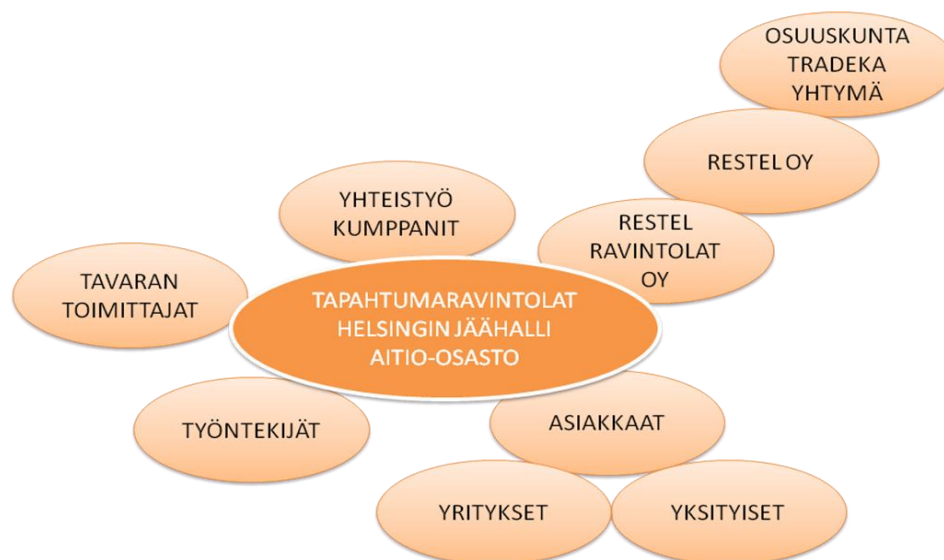 OSUUSKUNTA
TRADEKA
YHTYMÄ
RESTEL OY
YHTEISTYÖ
KUMPPANIT
RESTEL
RAVINTOLAT
OY
TAVARAN
TOIMITTAJAT
TAPAHTUMARAVINTOLAT
HELSINGIN JÄÄHALLI
AITIO-OSASTO
TYÖNTEKIJÄT
ASIAKKAAT
YRITYKSET
YKSITYISET